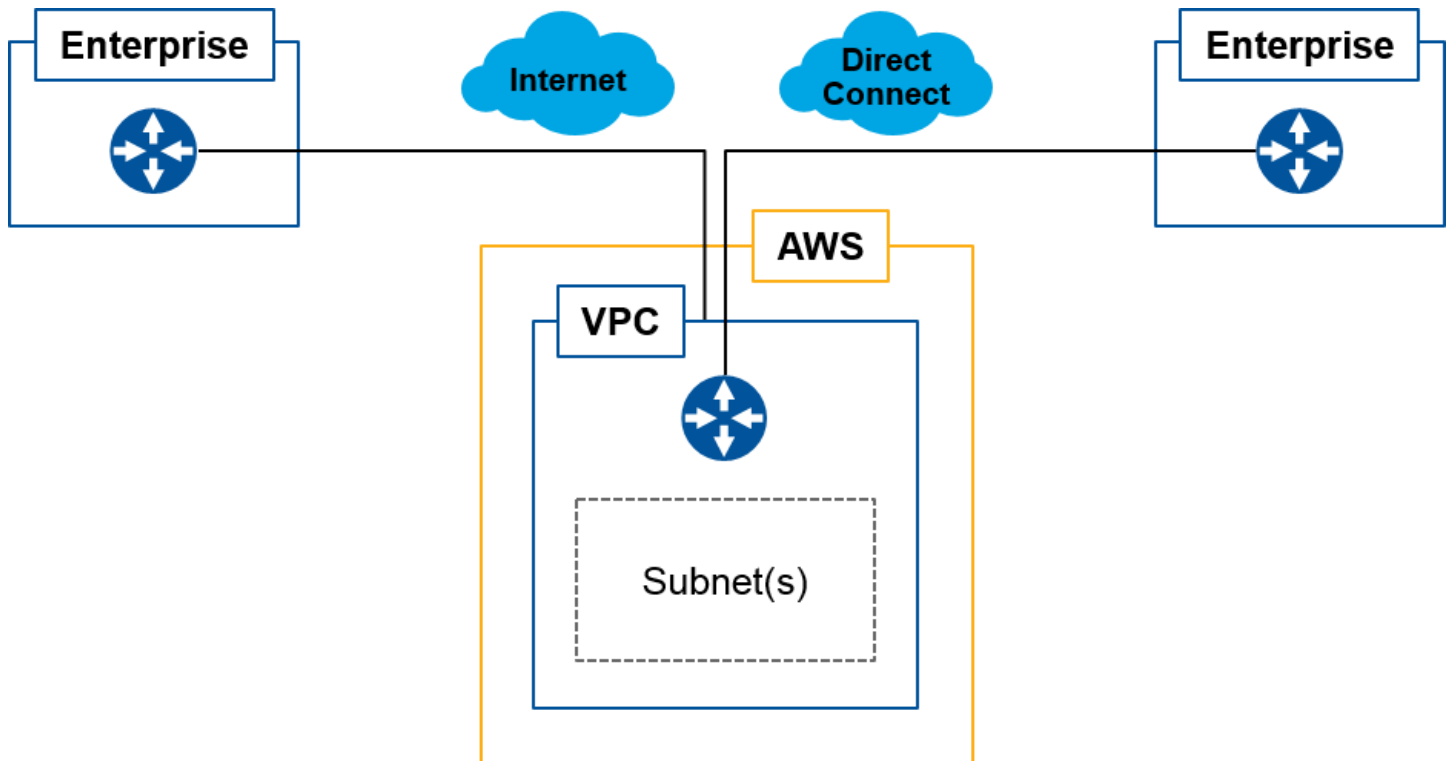 Enterprise
Internet
Direct
Connect
Enterprise
AWS
VPC
Subnet(s)